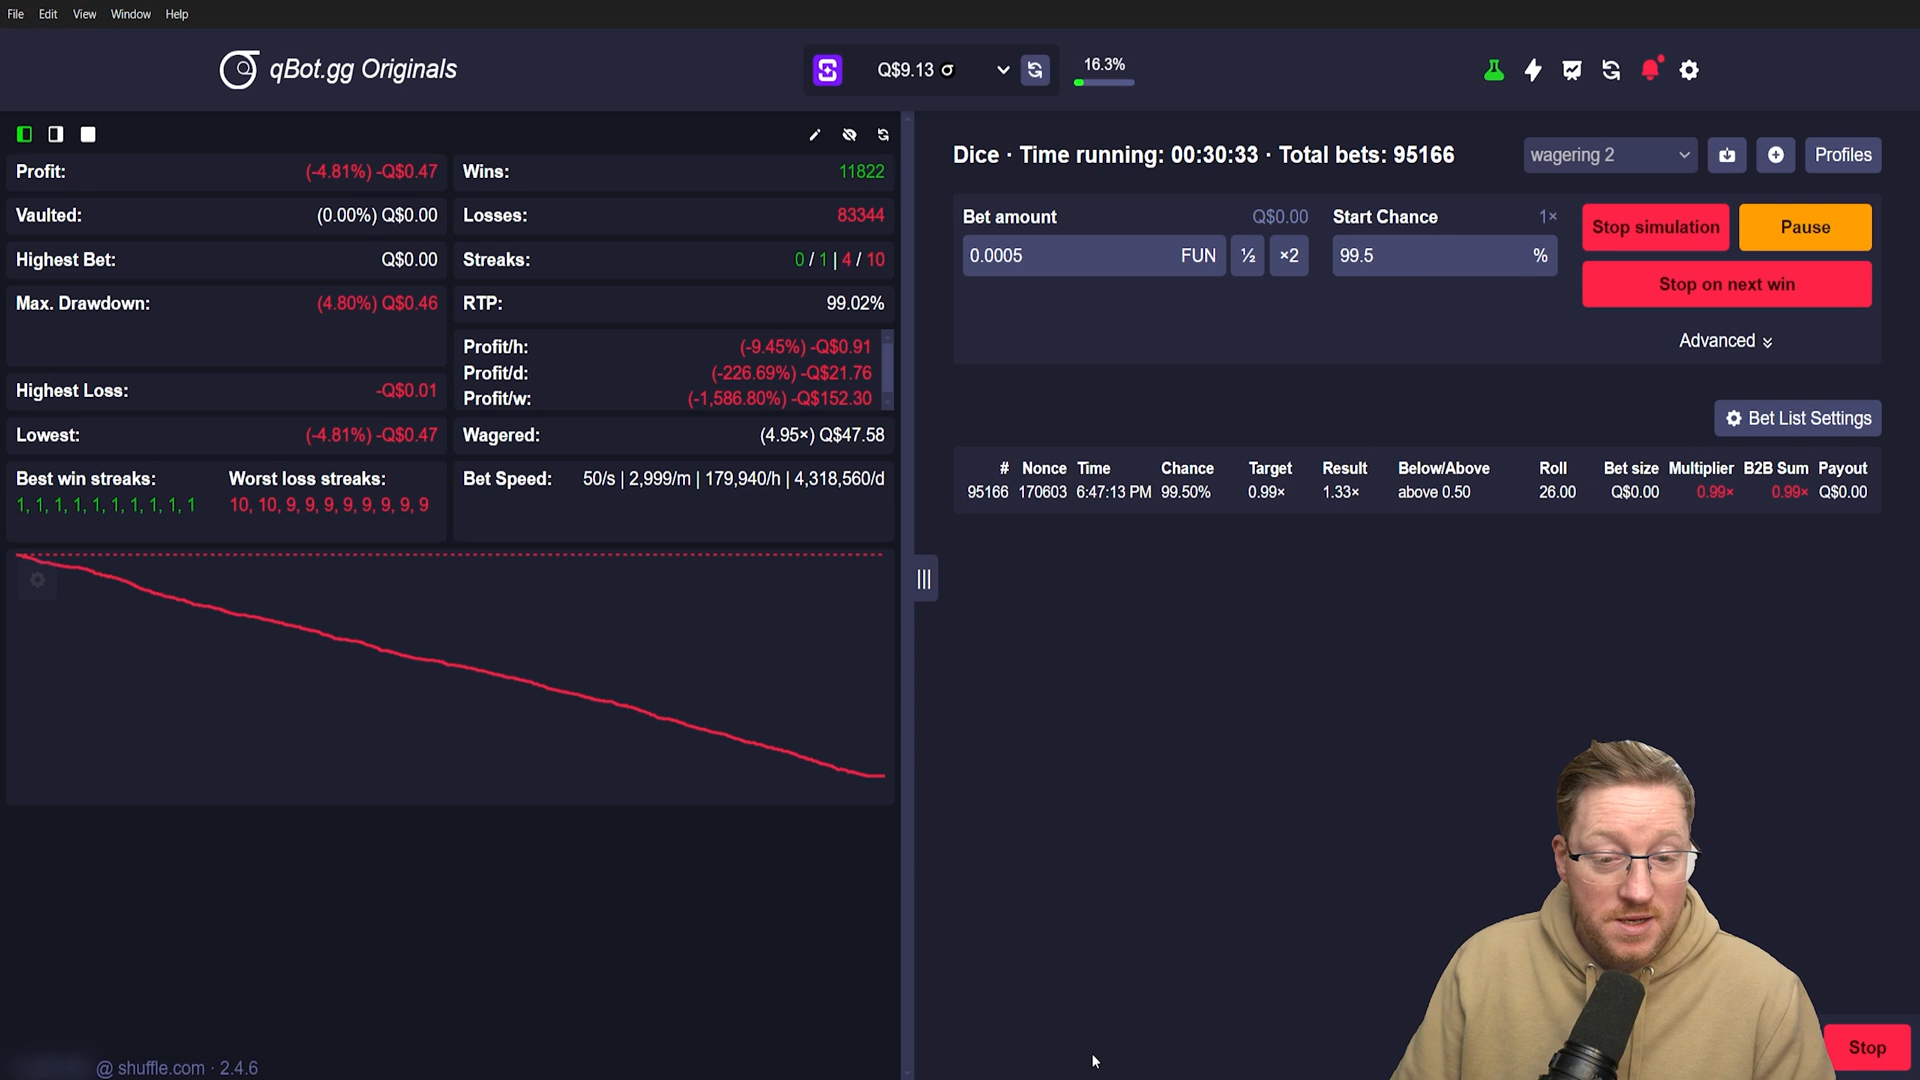 File Edit View Window Help
qBot.gg Originals
Q$9.13
16.3%
Profit: (-4.81%) -Q$0.47
Wins: 11822
Vaulted: (0.00%) Q$0.00
Losses: 83344
Highest Bet: Q$0.00
Streaks: 0 / 1 | 4 / 10
Max. Drawdown: (4.80%) Q$0.46
RTP: 99.02%
Profit/h: (-9.45%) -Q$0.91
Profit/d: (-226.69%) -Q$21.76
Profit/w: (-1,586.80%) -Q$152.30
Highest Loss: -Q$0.01
Lowest: (-4.81%) -Q$0.47
Wagered: (4.95×) Q$47.58
Best win streaks: Worst loss streaks:
1, 1, 1, 1, 1, 1, 1, 1, 1, 1 10, 10, 9, 9, 9, 9, 9, 9, 9, 9
Bet Speed: 50/s | 2,999/m | 179,940/h | 4,318,560/d
@ shuffle.com · 2.4.6
Dice · Time running: 00:30:33 · Total bets: 95166
wagering 2
Profiles
Bet amount Q$0.00
0.0005 FUN ½ ×2
Start Chance 1×
99.5 %
Stop simulation
Pause
Stop on next win
Advanced
Bet List Settings
# Nonce Time Chance Target Result Below/Above Roll Bet size Multiplier B2B Sum Payout
95166 170603 6:47:13 PM 99.50% 0.99× 1.33× above 0.50 26.00 Q$0.00 0.99× 0.99× Q$0.00
Stop